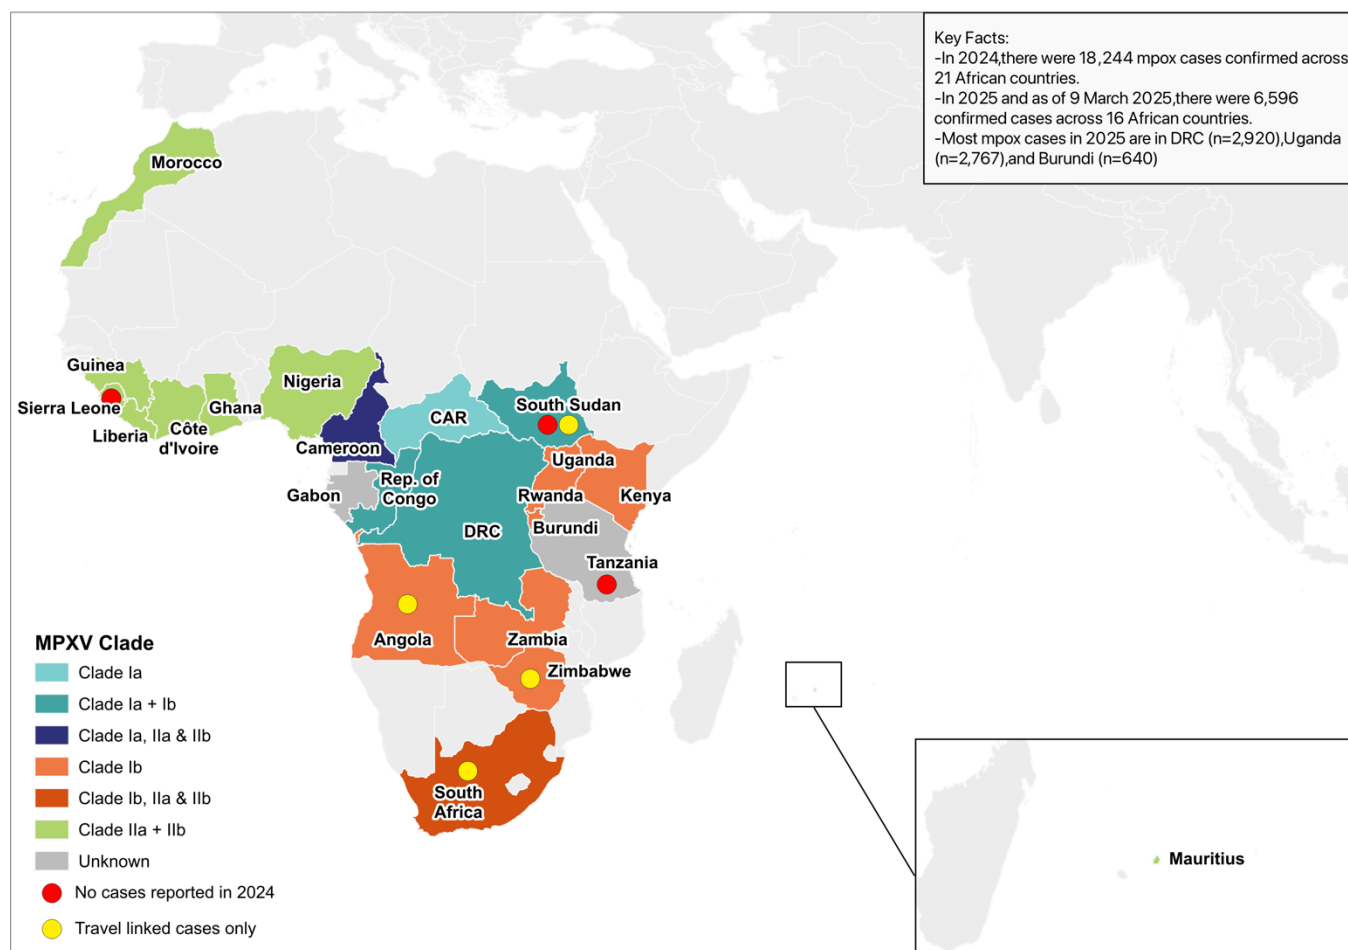 Key Facts:
-In 2024,there were 18,244 mpox cases confirmed across
21 African countries.
-In 2025 and as of 9 March 2025,there were 6,596
confirmed cases across 16 African countries.
-Most mpox cases in 2025 are in DRC (n=2,920),Uganda
(n=2,767),and Burundi (n=640)
Morocco
Guinea
Sierra Leone
Liberia
Côte
d'Ivoire
Ghana
Nigeria
Cameroon
CAR
South Sudan
Gabon
Rep. of
Congo
DRC
Uganda
Rwanda
Kenya
Burundi
Tanzania
Angola
Zambia
Zimbabwe
South
Africa
MPXV Clade
Clade Ia
Clade Ia + Ib
Clade Ia, IIa & IIb
Clade Ib
Clade Ib, IIa & IIb
Clade IIa + IIb
Unknown
No cases reported in 2024
Travel linked cases only
Mauritius